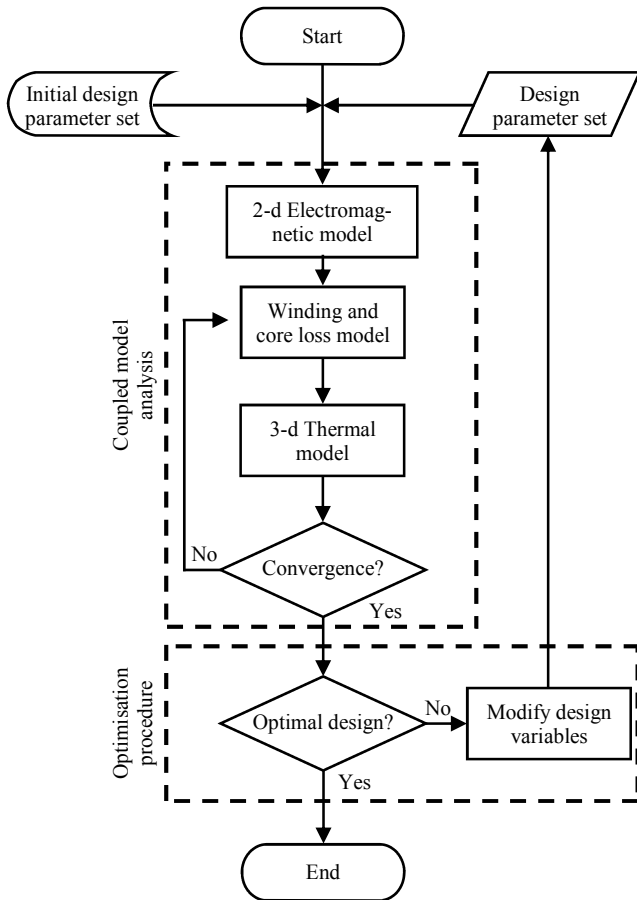 Start
Initial design
parameter set
Design
parameter set
2-d Electromag-
netic model
Winding and
core loss model
Coupled model
analysis
3-d Thermal
model
No
Convergence?
Yes
Optimisation
procedure
Optimal design?
No
Modify design
variables
Yes
End